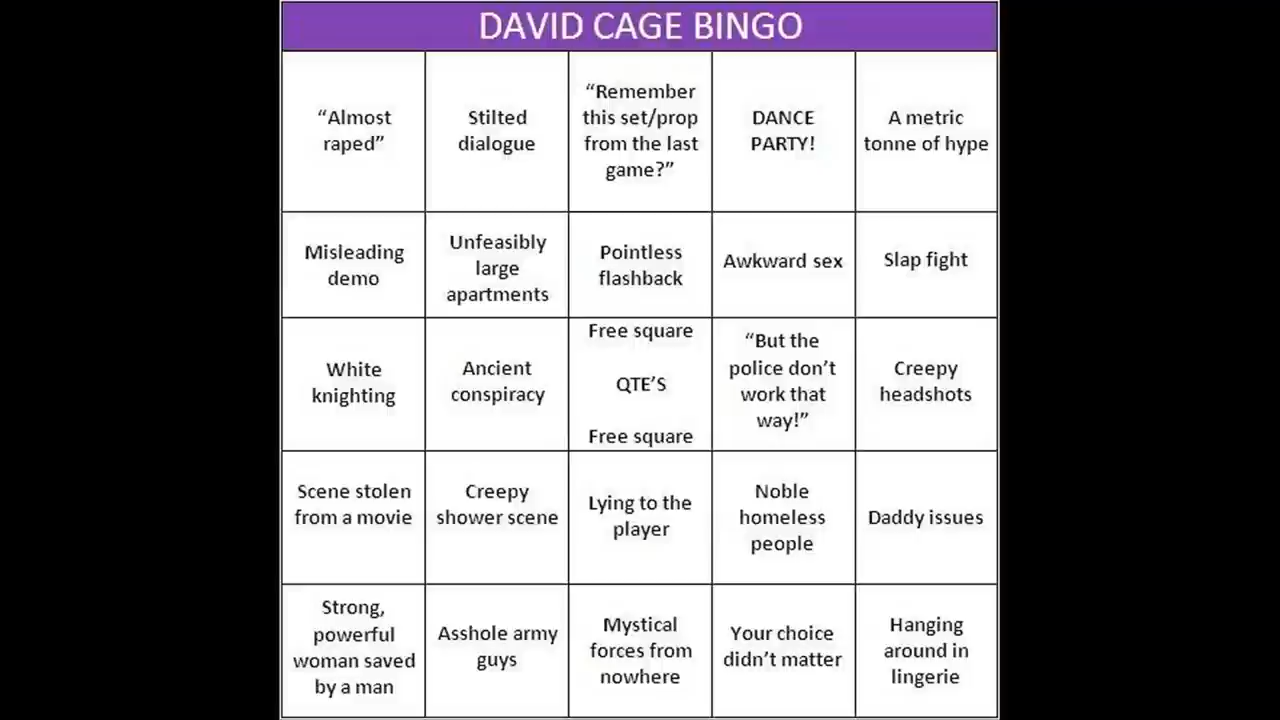 DAVID CAGE BINGO
“Almost
raped”
Stilted
dialogue
“Remember
this set/prop
from the last
game?”
DANCE
PARTY!
A metric
tonne of hype
Misleading
demo
Unfeasibly
large
apartments
Pointless
flashback
Awkward sex
Slap fight
White
knighting
Ancient
conspiracy
Free square
QTE’S
Free square
“But the
police don’t
work that
way!”
Creepy
headshots
Scene stolen
from a movie
Creepy
shower scene
Lying to the
player
Noble
homeless
people
Daddy issues
Strong,
powerful
woman saved
by a man
Asshole army
guys
Mystical
forces from
nowhere
Your choice
didn’t matter
Hanging
around in
lingerie